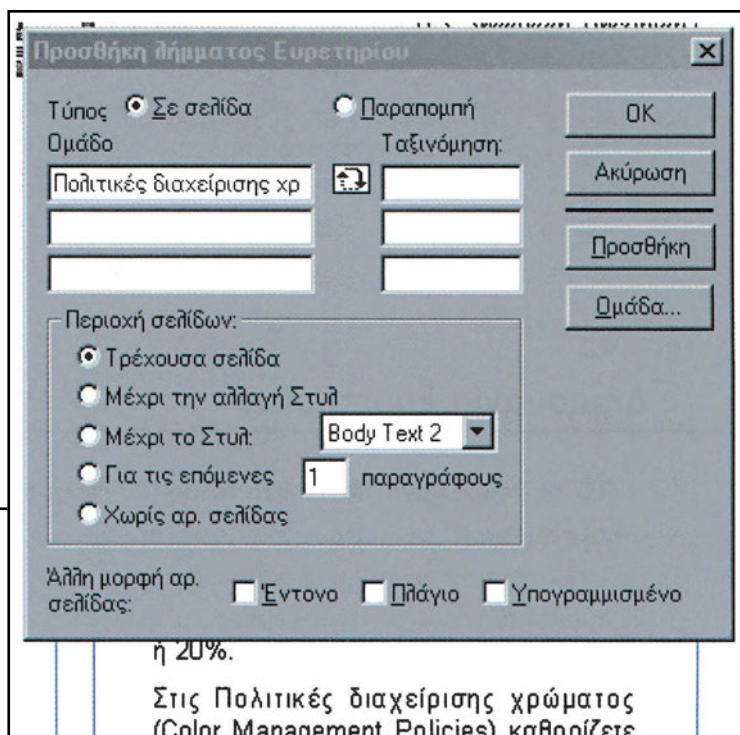 Προσθήκη λήμματος Ευρετηρίου
Τύπος Σε σελίδα Παραπομπή OK
Ομάδο Ταξινόμηση:
Πολιτικές διαχείρισης χρ Ακύρωση
Προσθήκη
Ομάδα...
Περιοχή σελίδων:
Τρέχουσα σελίδα
Μέχρι την αλλαγή Στυλ
Μέχρι το Στυλ: Body Text 2
Για τις επόμενες 1 παραγράφους
Χωρίς αρ. σελίδας
Άλλη μορφή αρ.
σελίδας: Έντονο Πλάγιο Υπογραμμισμένο
ή 20%.
Στις Πολιτικές διαχείρισης χρώματος
(Color Management Policies) καθορίζετε